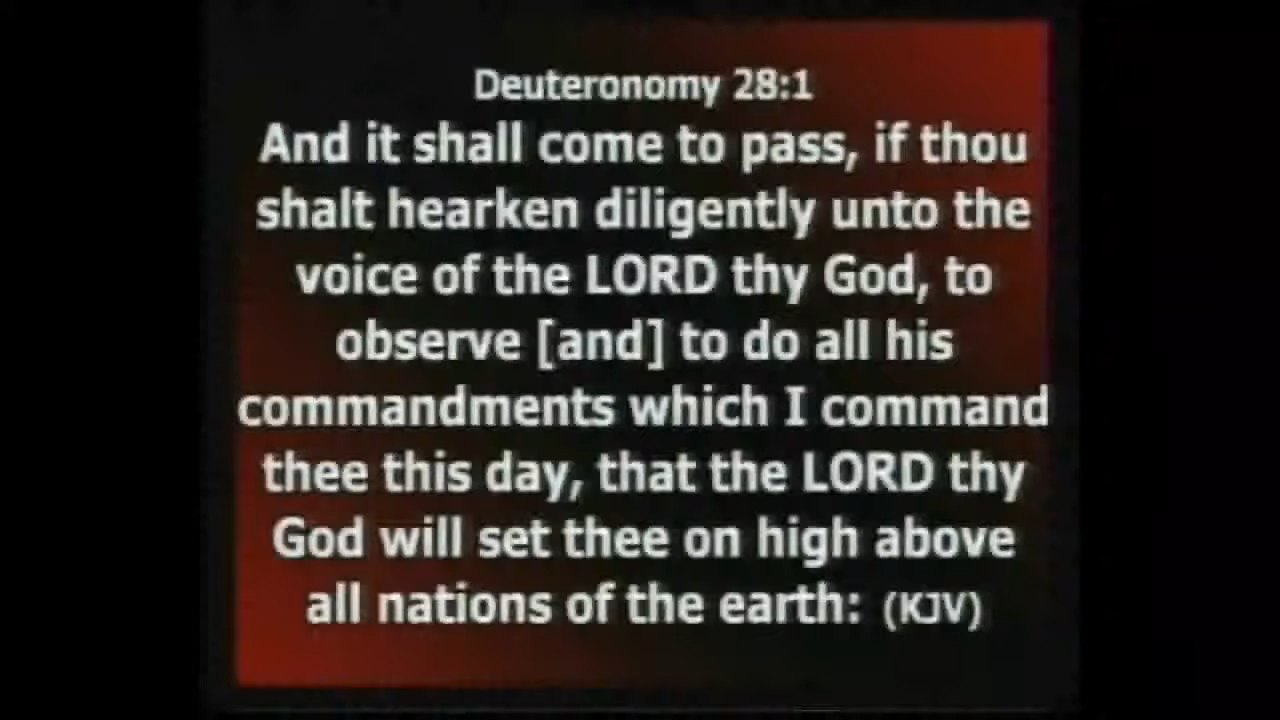 Deuteronomy 28:1
And it shall come to pass, if thou
shalt hearken diligently unto the
voice of the LORD thy God, to
observe [and] to do all his
commandments which I command
thee this day, that the LORD thy
God will set thee on high above
all nations of the earth: (KJV)